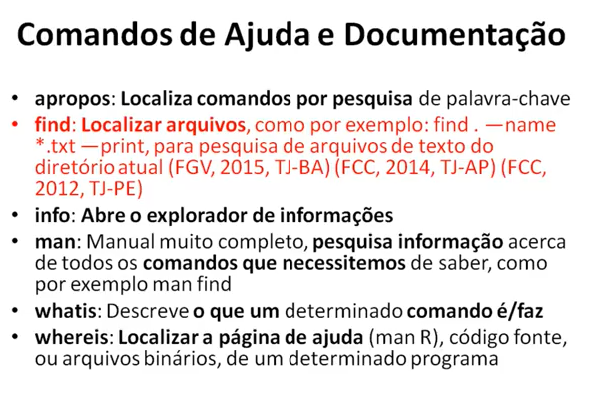 Comandos de Ajuda e Documentação
• apropos: Localiza comandos por pesquisa de palavra-chave
• find: Localizar arquivos, como por exemplo: find . —name
*.txt —print, para pesquisa de arquivos de texto do
diretório atual (FGV, 2015, TJ-BA) (FCC, 2014, TJ-AP) (FCC,
2012, TJ-PE)
• info: Abre o explorador de informações
• man: Manual muito completo, pesquisa informação acerca
de todos os comandos que necessitemos de saber, como
por exemplo man find
• whatis: Descreve o que um determinado comando é/faz
• whereis: Localizar a página de ajuda (man R), código fonte,
ou arquivos binários, de um determinado programa